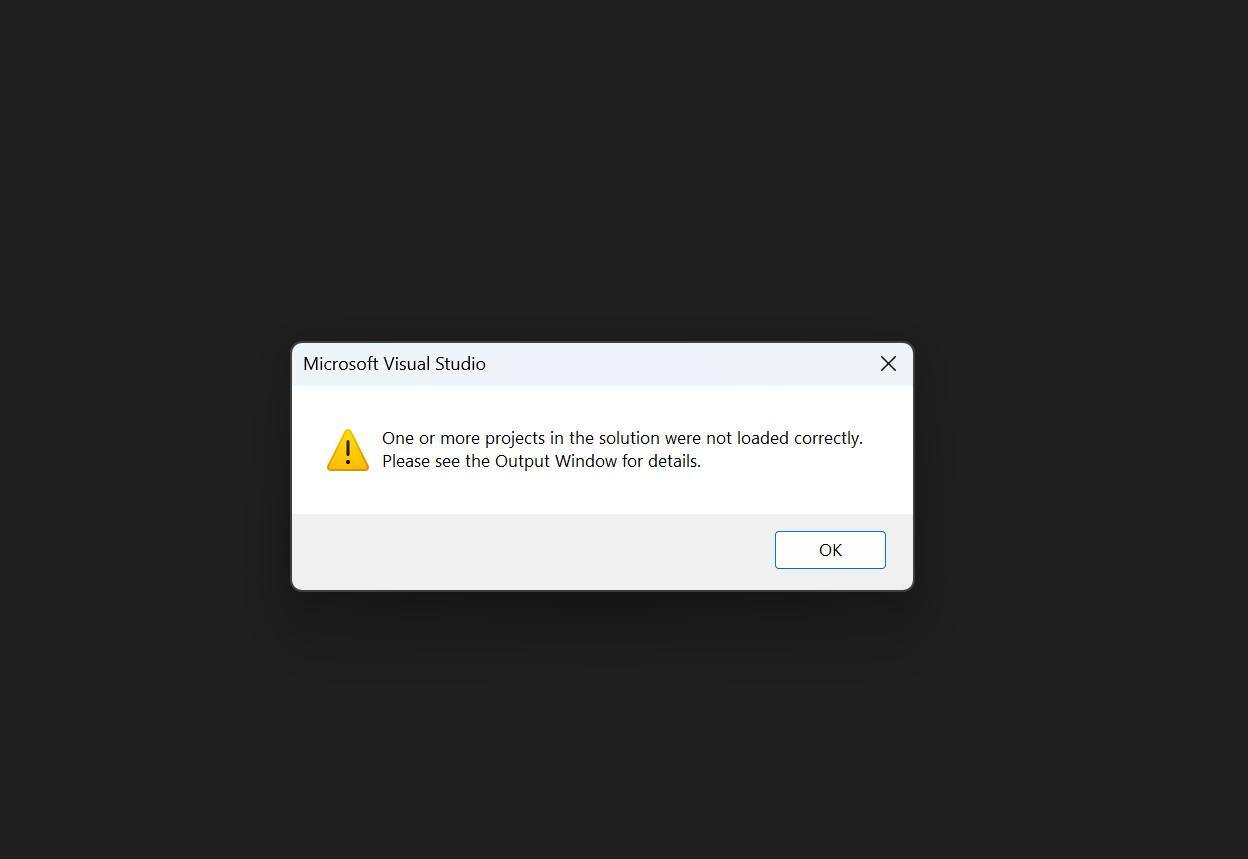 Microsoft Visual Studio
One or more projects in the solution were not loaded correctly.
Please see the Output Window for details.
OK